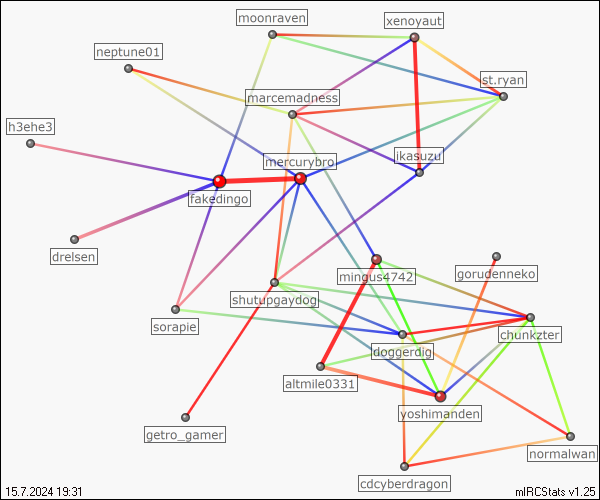 moonraven
xenoyaut
neptune01
st.ryan
marcemadness
h3ehe3
mercurybro
ikasuzu
fakedingo
drelsen
mingus4742
gorudenneko
shutupgaydog
sorapie
chunkzter
doggerdig
altmile0331
yoshimanden
getro_gamer
normalwan
cdcyberdragon
15.7.2024 19:31
mIRCStats v1.25